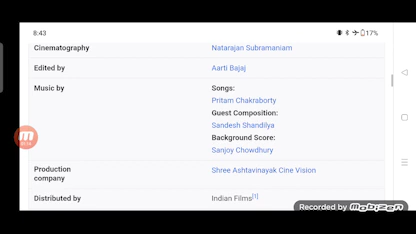 8:43
17%
Cinematography Natarajan Subramaniam
Edited by Aarti Bajaj
Music by Songs:
Pritam Chakraborty
Guest Composition:
Sandesh Shandilya
Background Score:
Sanjoy Chowdhury
Production Shree Ashtavinayak Cine Vision
company
Distributed by Indian Films[1]
Recorded by Mobizen